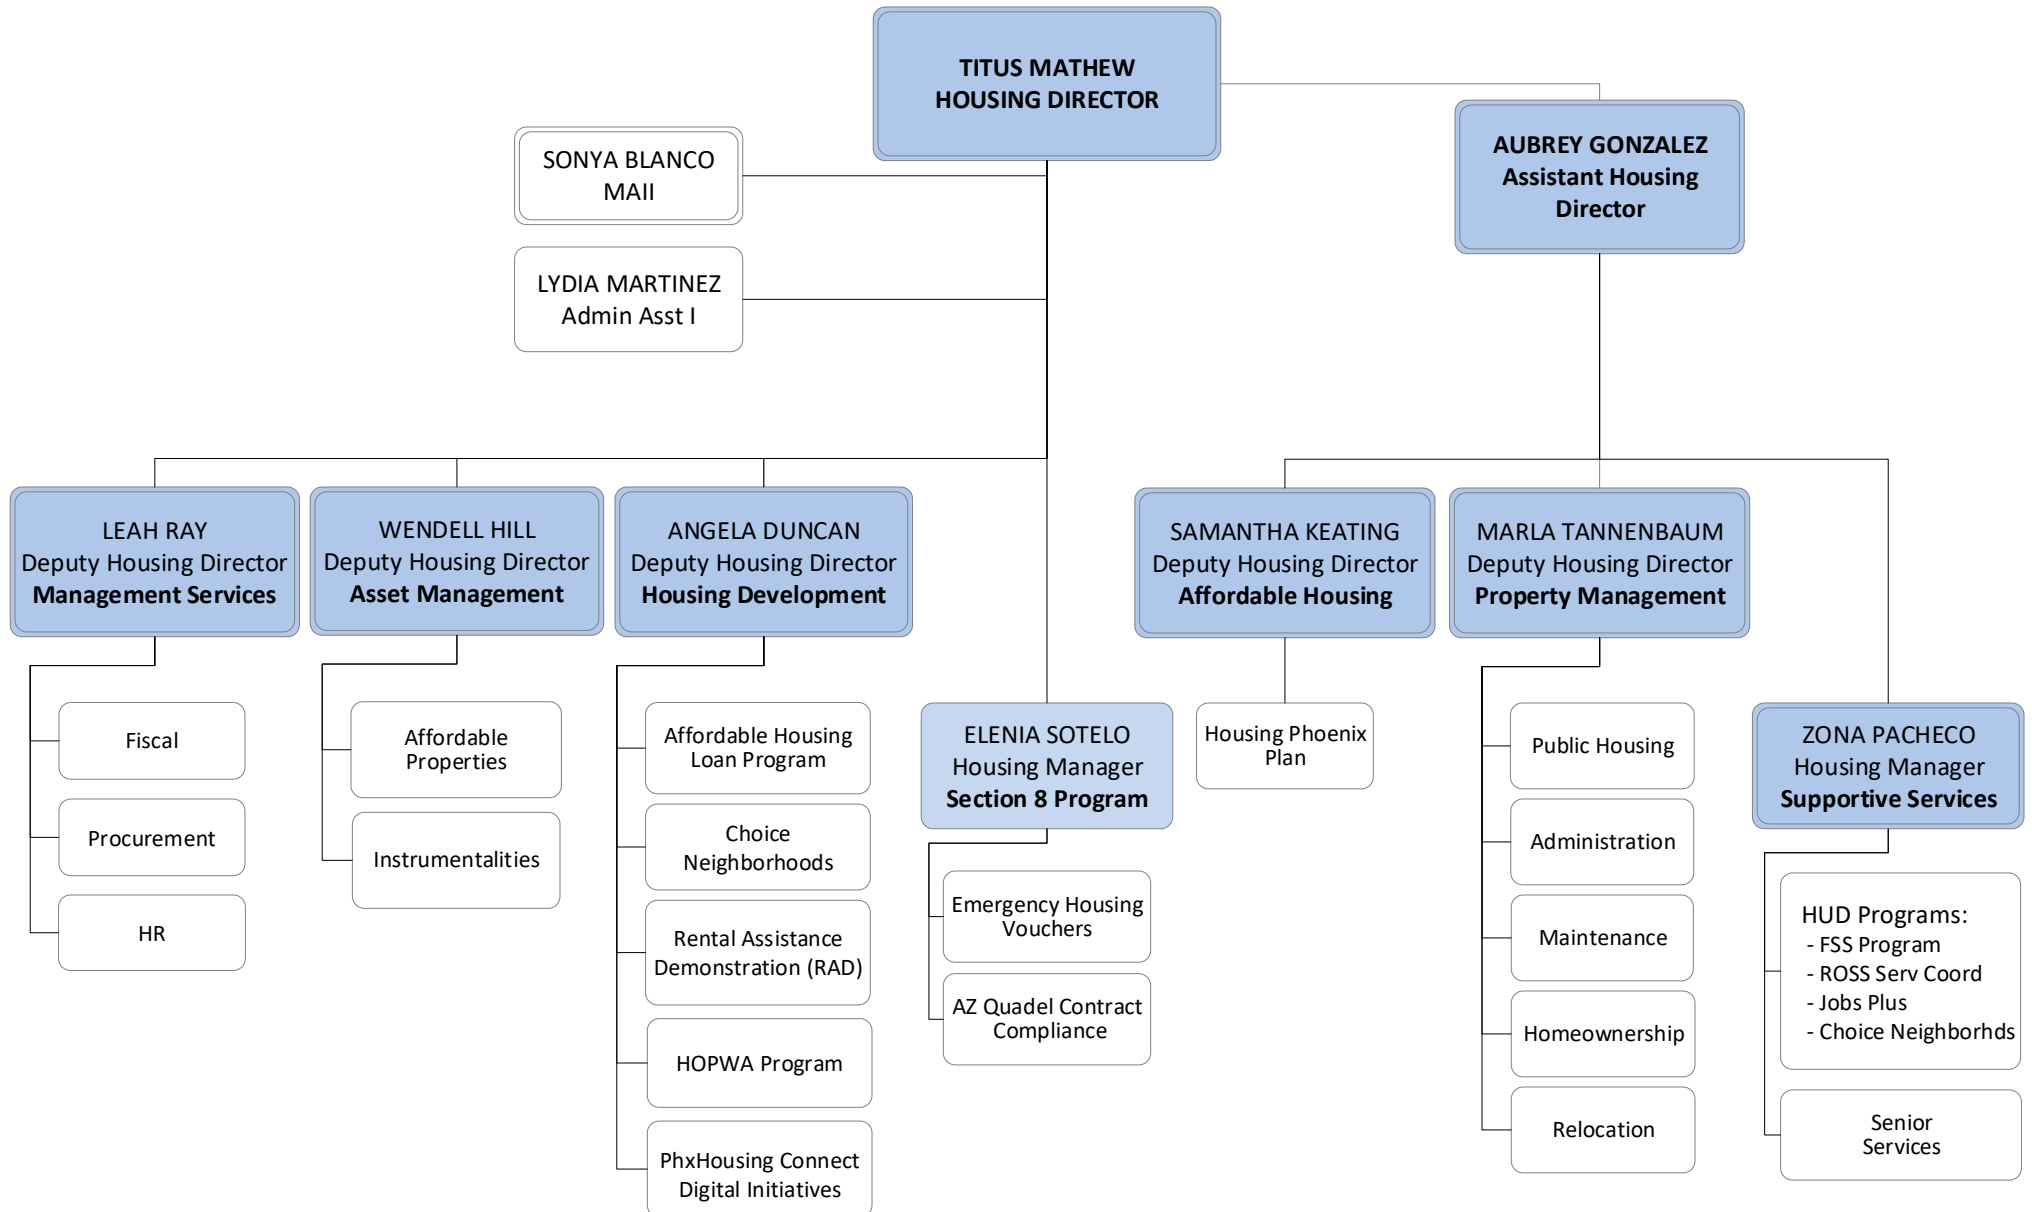 TITUS MATHEW
HOUSING DIRECTOR
AUBREY GONZALEZ
Assistant Housing
Director
SONYA BLANCO
MAII
LYDIA MARTINEZ
Admin Asst I
LEAH RAY
Deputy Housing Director
Management Services
WENDELL HILL
Deputy Housing Director
Asset Management
ANGELA DUNCAN
Deputy Housing Director
Housing Development
SAMANTHA KEATING
Deputy Housing Director
Affordable Housing
MARLA TANNENBAUM
Deputy Housing Director
Property Management
Fiscal
Procurement
HR
Affordable
Properties
Instrumentalities
Affordable Housing
Loan Program
Choice
Neighborhoods
Rental Assistance
Demonstration (RAD)
HOPWA Program
PhxHousing Connect
Digital Initiatives
ELENIA SOTELO
Housing Manager
Section 8 Program
Emergency Housing
Vouchers
AZ Quadel Contract
Compliance
Housing Phoenix
Plan
Public Housing
Administration
Maintenance
Homeownership
Relocation
ZONA PACHECO
Housing Manager
Supportive Services
HUD Programs:
- FSS Program
- ROSS Serv Coord
- Jobs Plus
- Choice Neighborhds
Senior
Services